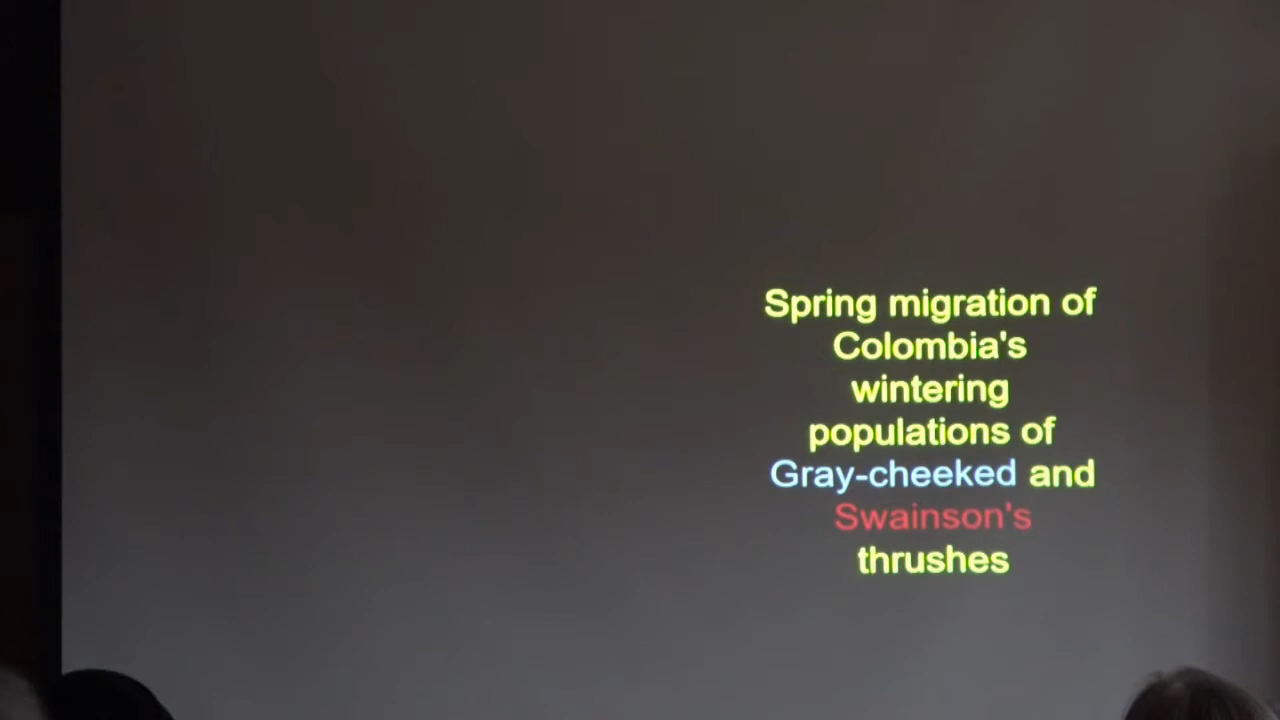 Spring migration of
Colombia's
wintering
populations of
Gray-cheeked and
Swainson's
thrushes